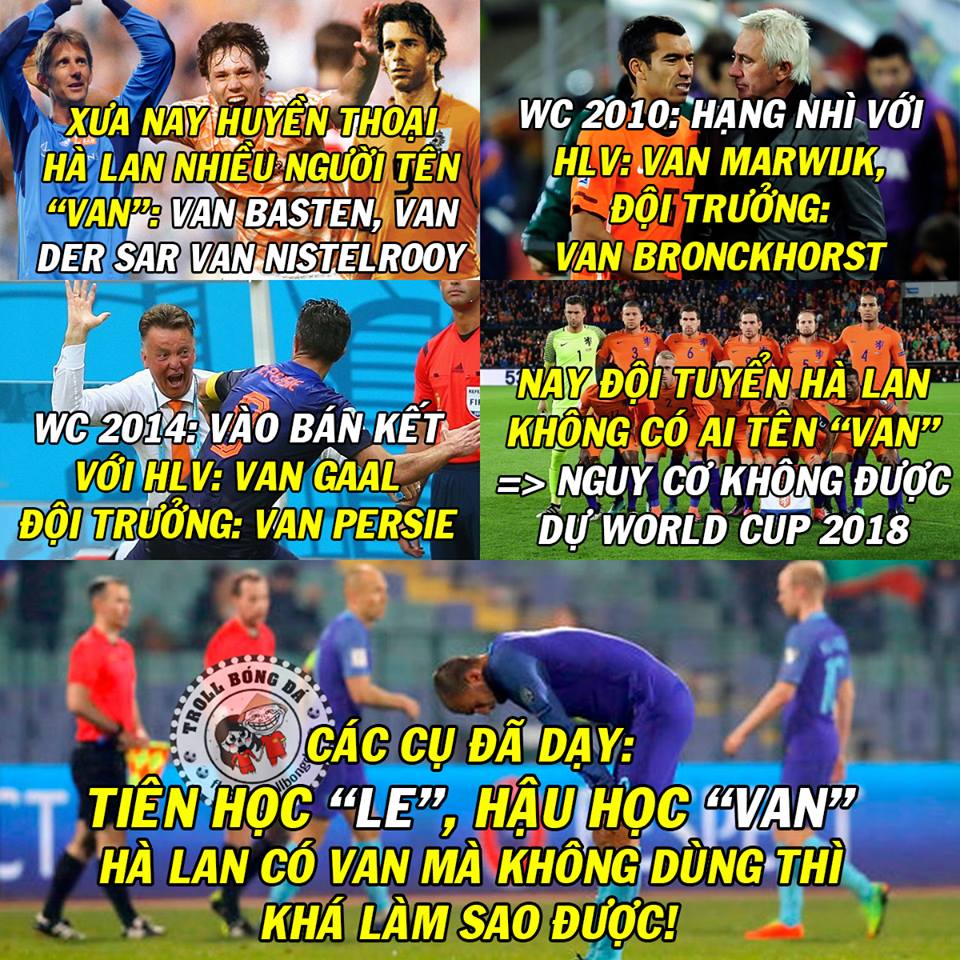 XƯA NAY HUYỀN THOẠI
HÀ LAN NHIỀU NGƯỜI TÊN
“VAN”: VAN BASTEN, VAN
DER SAR VAN NISTELROOY
WC 2010: HẠNG NHÌ VỚI
HLV: VAN MARWIJK,
ĐỘI TRƯỞNG:
VAN BRONCKHORST
WC 2014: VÀO BÁN KẾT
VỚI HLV: VAN GAAL
ĐỘI TRƯỞNG: VAN PERSIE
NAY ĐỘI TUYỂN HÀ LAN
KHÔNG CÓ AI TÊN “VAN”
=> NGUY CƠ KHÔNG ĐƯỢC
DỰ WORLD CUP 2018
TROLL BÓNG ĐÁ
CÁC CỤ ĐÃ DẠY:
TIÊN HỌC “LE”, HẬU HỌC “VAN”
HÀ LAN CÓ VAN MÀ KHÔNG DÙNG THÌ
KHÁ LÀM SAO ĐƯỢC!